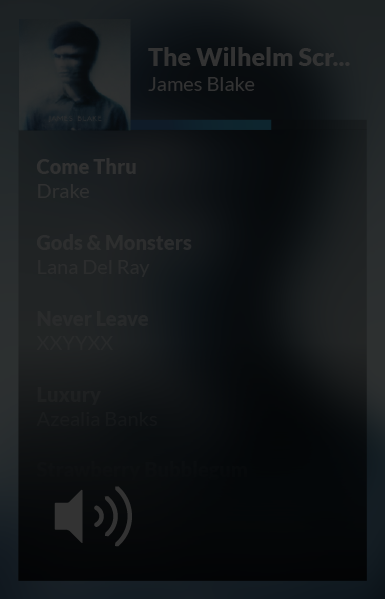 JAMES BLAKE
The Wilhelm Scr...
James Blake
Come Thru
Drake
Gods & Monsters
Lana Del Ray
Never Leave
XXYYXX
Luxury
Azealia Banks